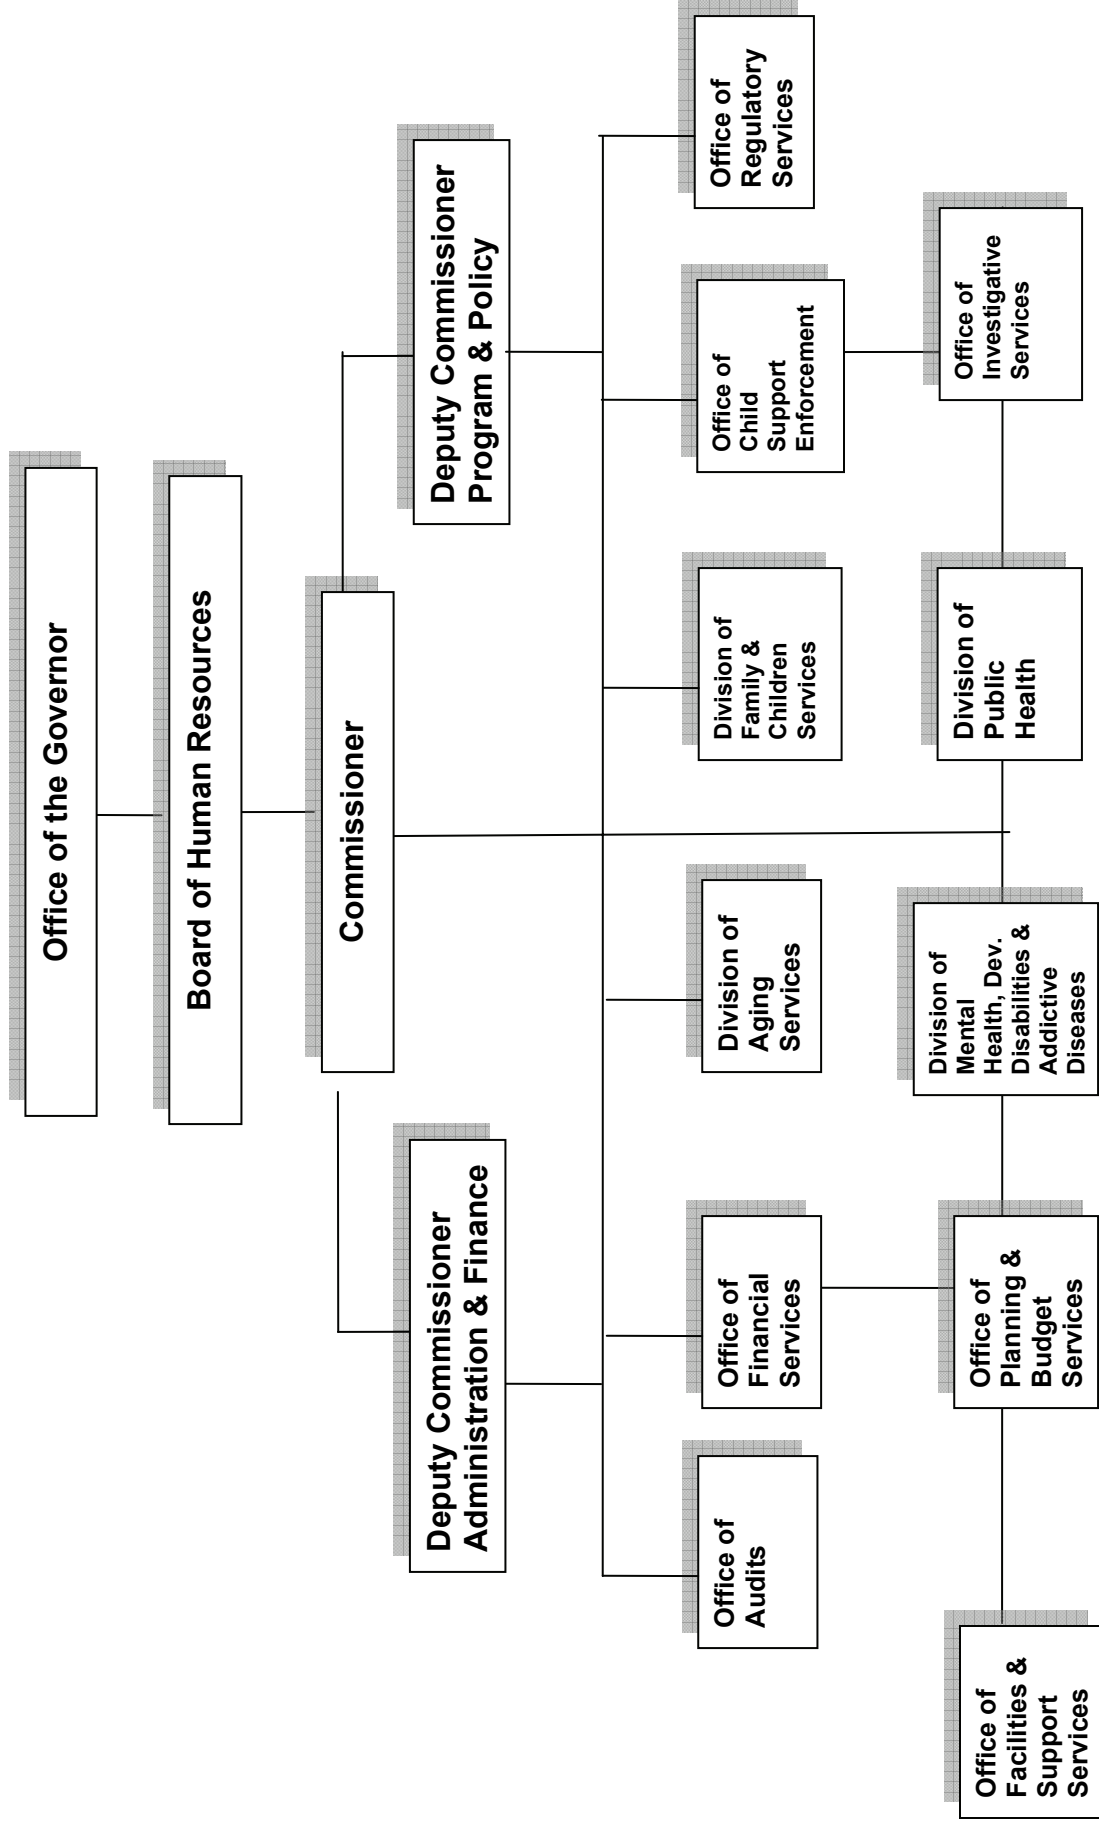 Office of the Governor
Board of Human Resources
Commissioner
Deputy Commissioner
Administration & Finance
Deputy Commissioner
Program & Policy
Office of
Audits
Office of
Financial
Services
Division of
Aging
Services
Division of
Family &
Children
Services
Office of
Child
Support
Enforcement
Office of
Regulatory
Services
Office of
Facilities &
Support
Services
Office of
Planning &
Budget
Services
Division of
Mental
Health, Dev.
Disabilities &
Addictive
Diseases
Division of
Public
Health
Office of
Investigative
Services